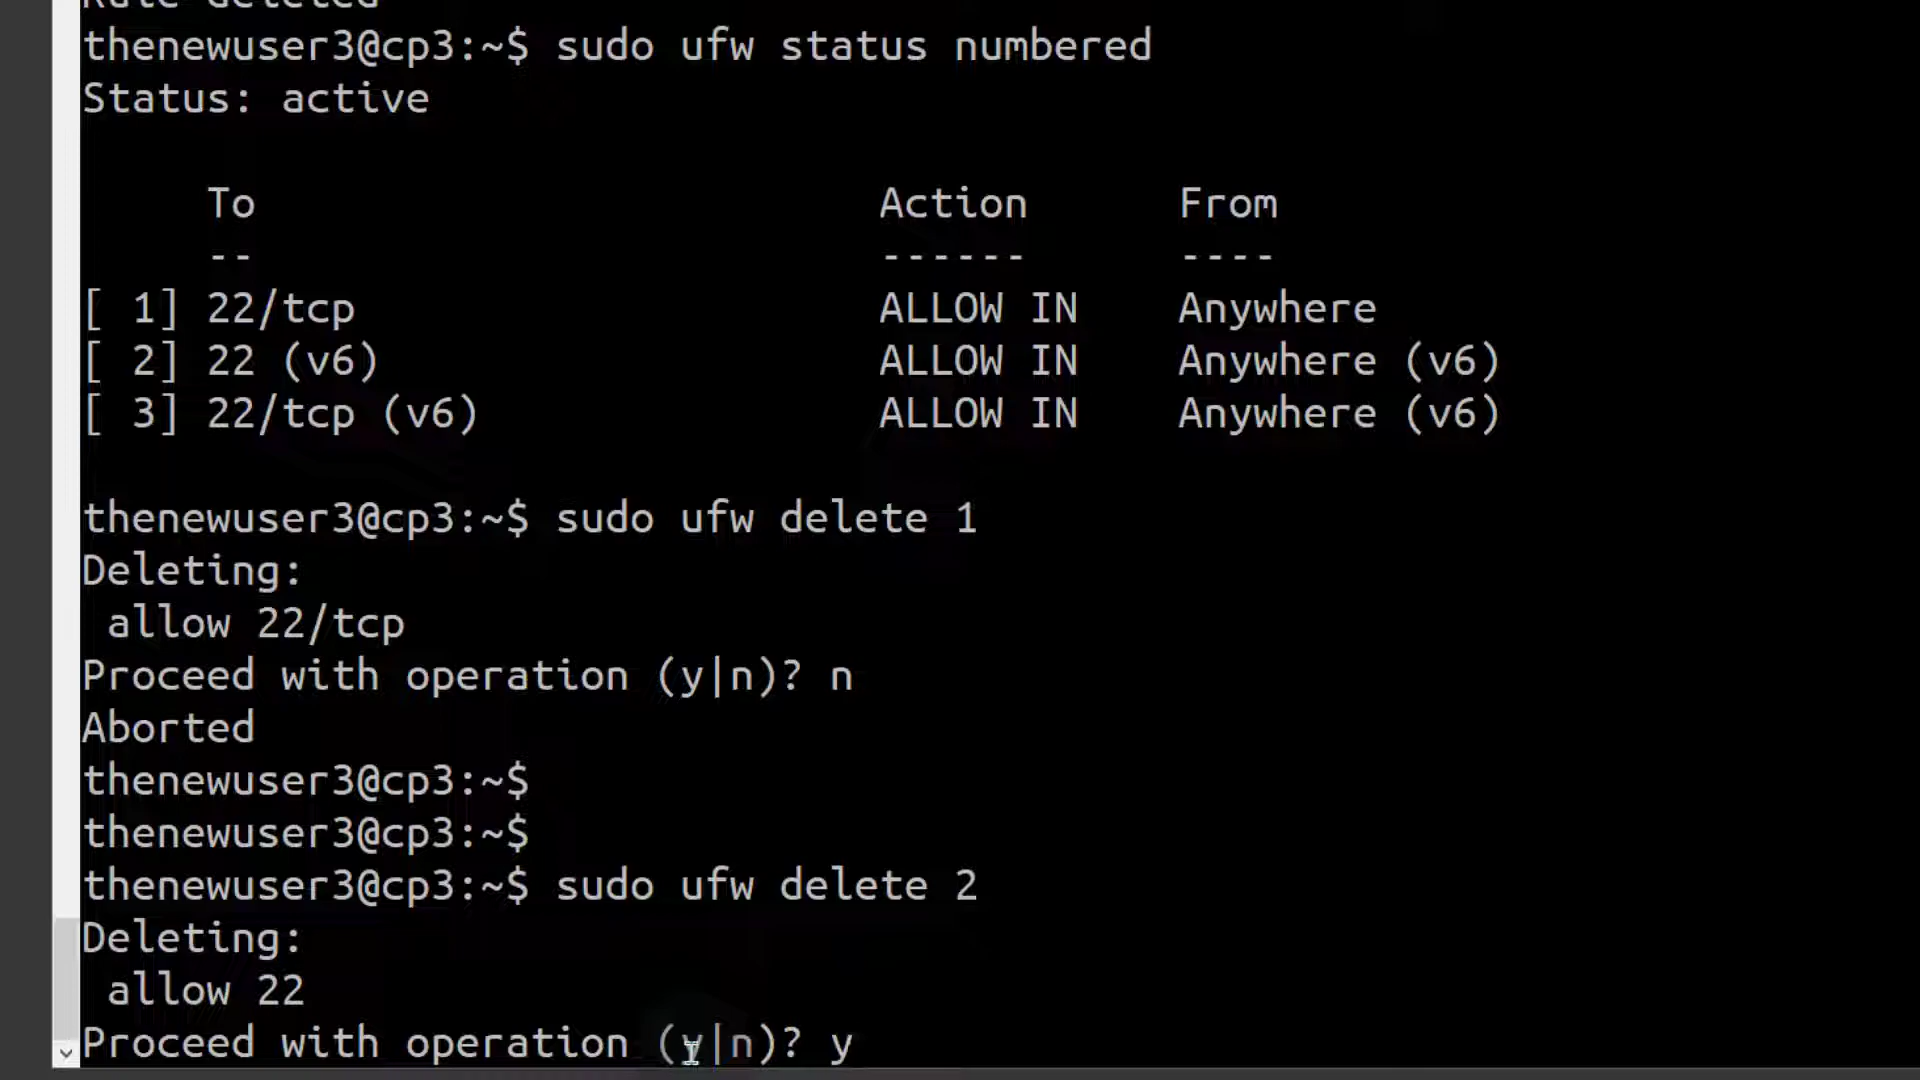 Rule deleted
thenewuser3@cp3:~$ sudo ufw status numbered
Status: active
To Action From
-- ------ ----
[ 1] 22/tcp ALLOW IN Anywhere
[ 2] 22 (v6) ALLOW IN Anywhere (v6)
[ 3] 22/tcp (v6) ALLOW IN Anywhere (v6)
thenewuser3@cp3:~$ sudo ufw delete 1
Deleting:
allow 22/tcp
Proceed with operation (y|n)? n
Aborted
thenewuser3@cp3:~$
thenewuser3@cp3:~$
thenewuser3@cp3:~$ sudo ufw delete 2
Deleting:
allow 22
Proceed with operation (y|n)? y